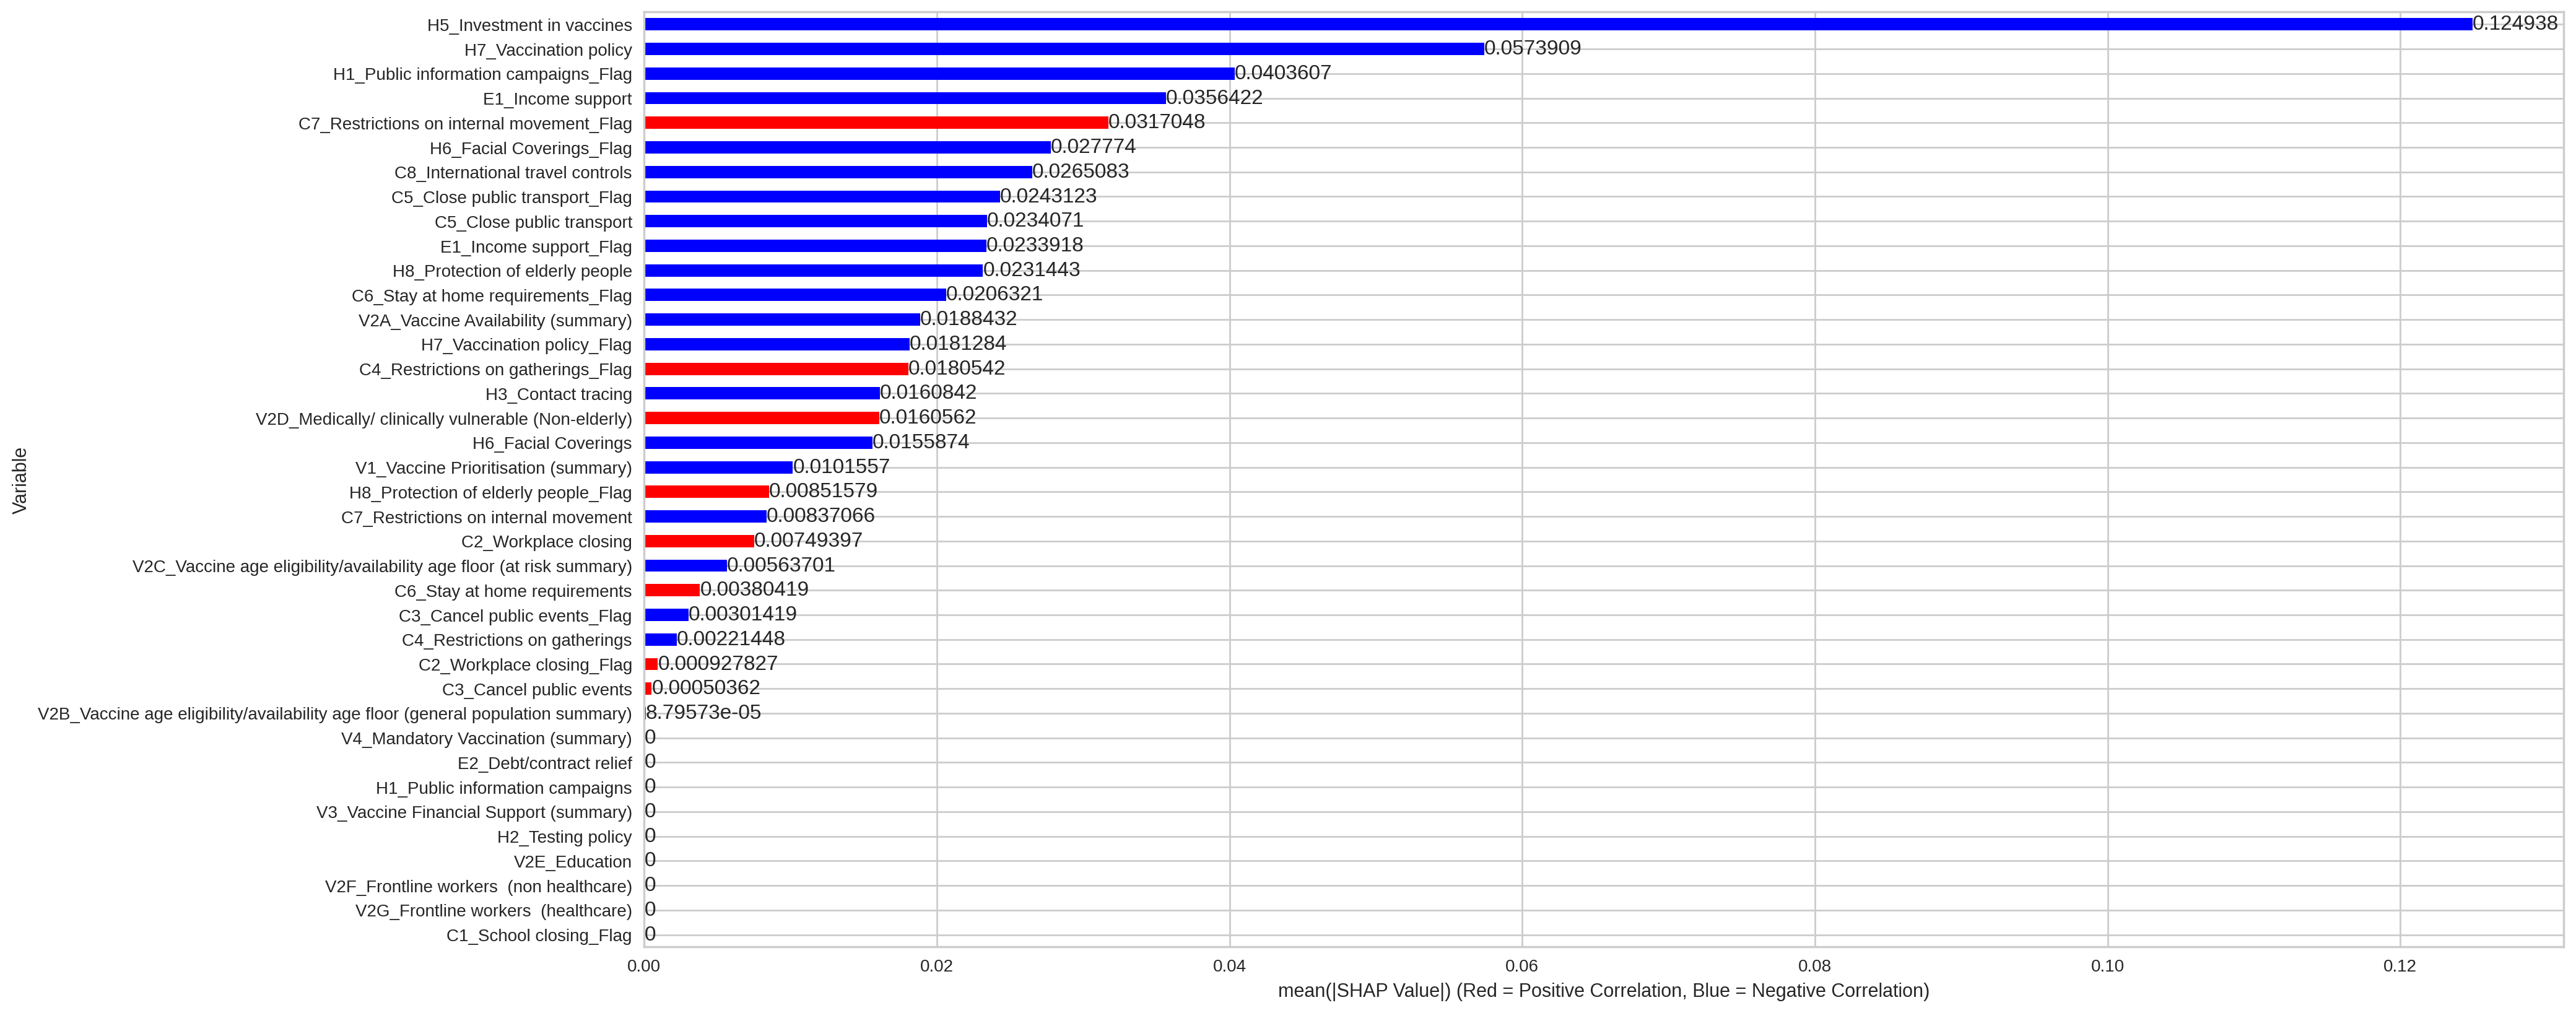 H5_Investment in vaccines 0.124938
H7_Vaccination policy 0.0573909
H1_Public information campaigns_Flag 0.0403607
E1_Income support 0.0356422
C7_Restrictions on internal movement_Flag 0.0317048
H6_Facial Coverings_Flag 0.027774
C8_International travel controls 0.0265083
C5_Close public transport_Flag 0.0243123
C5_Close public transport 0.0234071
E1_Income support_Flag 0.0233918
H8_Protection of elderly people 0.0231443
C6_Stay at home requirements_Flag 0.0206321
V2A_Vaccine Availability (summary) 0.0188432
H7_Vaccination policy_Flag 0.0181284
C4_Restrictions on gatherings_Flag 0.0180542
H3_Contact tracing 0.0160842
V2D_Medically/ clinically vulnerable (Non-elderly) 0.0160562
H6_Facial Coverings 0.0155874
V1_Vaccine Prioritisation (summary) 0.0101557
H8_Protection of elderly people_Flag 0.00851579
C7_Restrictions on internal movement 0.00837066
C2_Workplace closing 0.00749397
V2C_Vaccine age eligibility/availability age floor (at risk summary) 0.00563701
C6_Stay at home requirements 0.00380419
C3_Cancel public events_Flag 0.00301419
C4_Restrictions on gatherings 0.00221448
C2_Workplace closing_Flag 0.000927827
C3_Cancel public events 0.00050362
V2B_Vaccine age eligibility/availability age floor (general population summary) 8.79573e-05
V4_Mandatory Vaccination (summary) 0
E2_Debt/contract relief 0
H1_Public information campaigns 0
V3_Vaccine Financial Support (summary) 0
H2_Testing policy 0
V2E_Education 0
V2F_Frontline workers  (non healthcare) 0
V2G_Frontline workers  (healthcare) 0
C1_School closing_Flag 0
Variable
0.00 0.02 0.04 0.06 0.08 0.10 0.12
mean(|SHAP Value|) (Red = Positive Correlation, Blue = Negative Correlation)